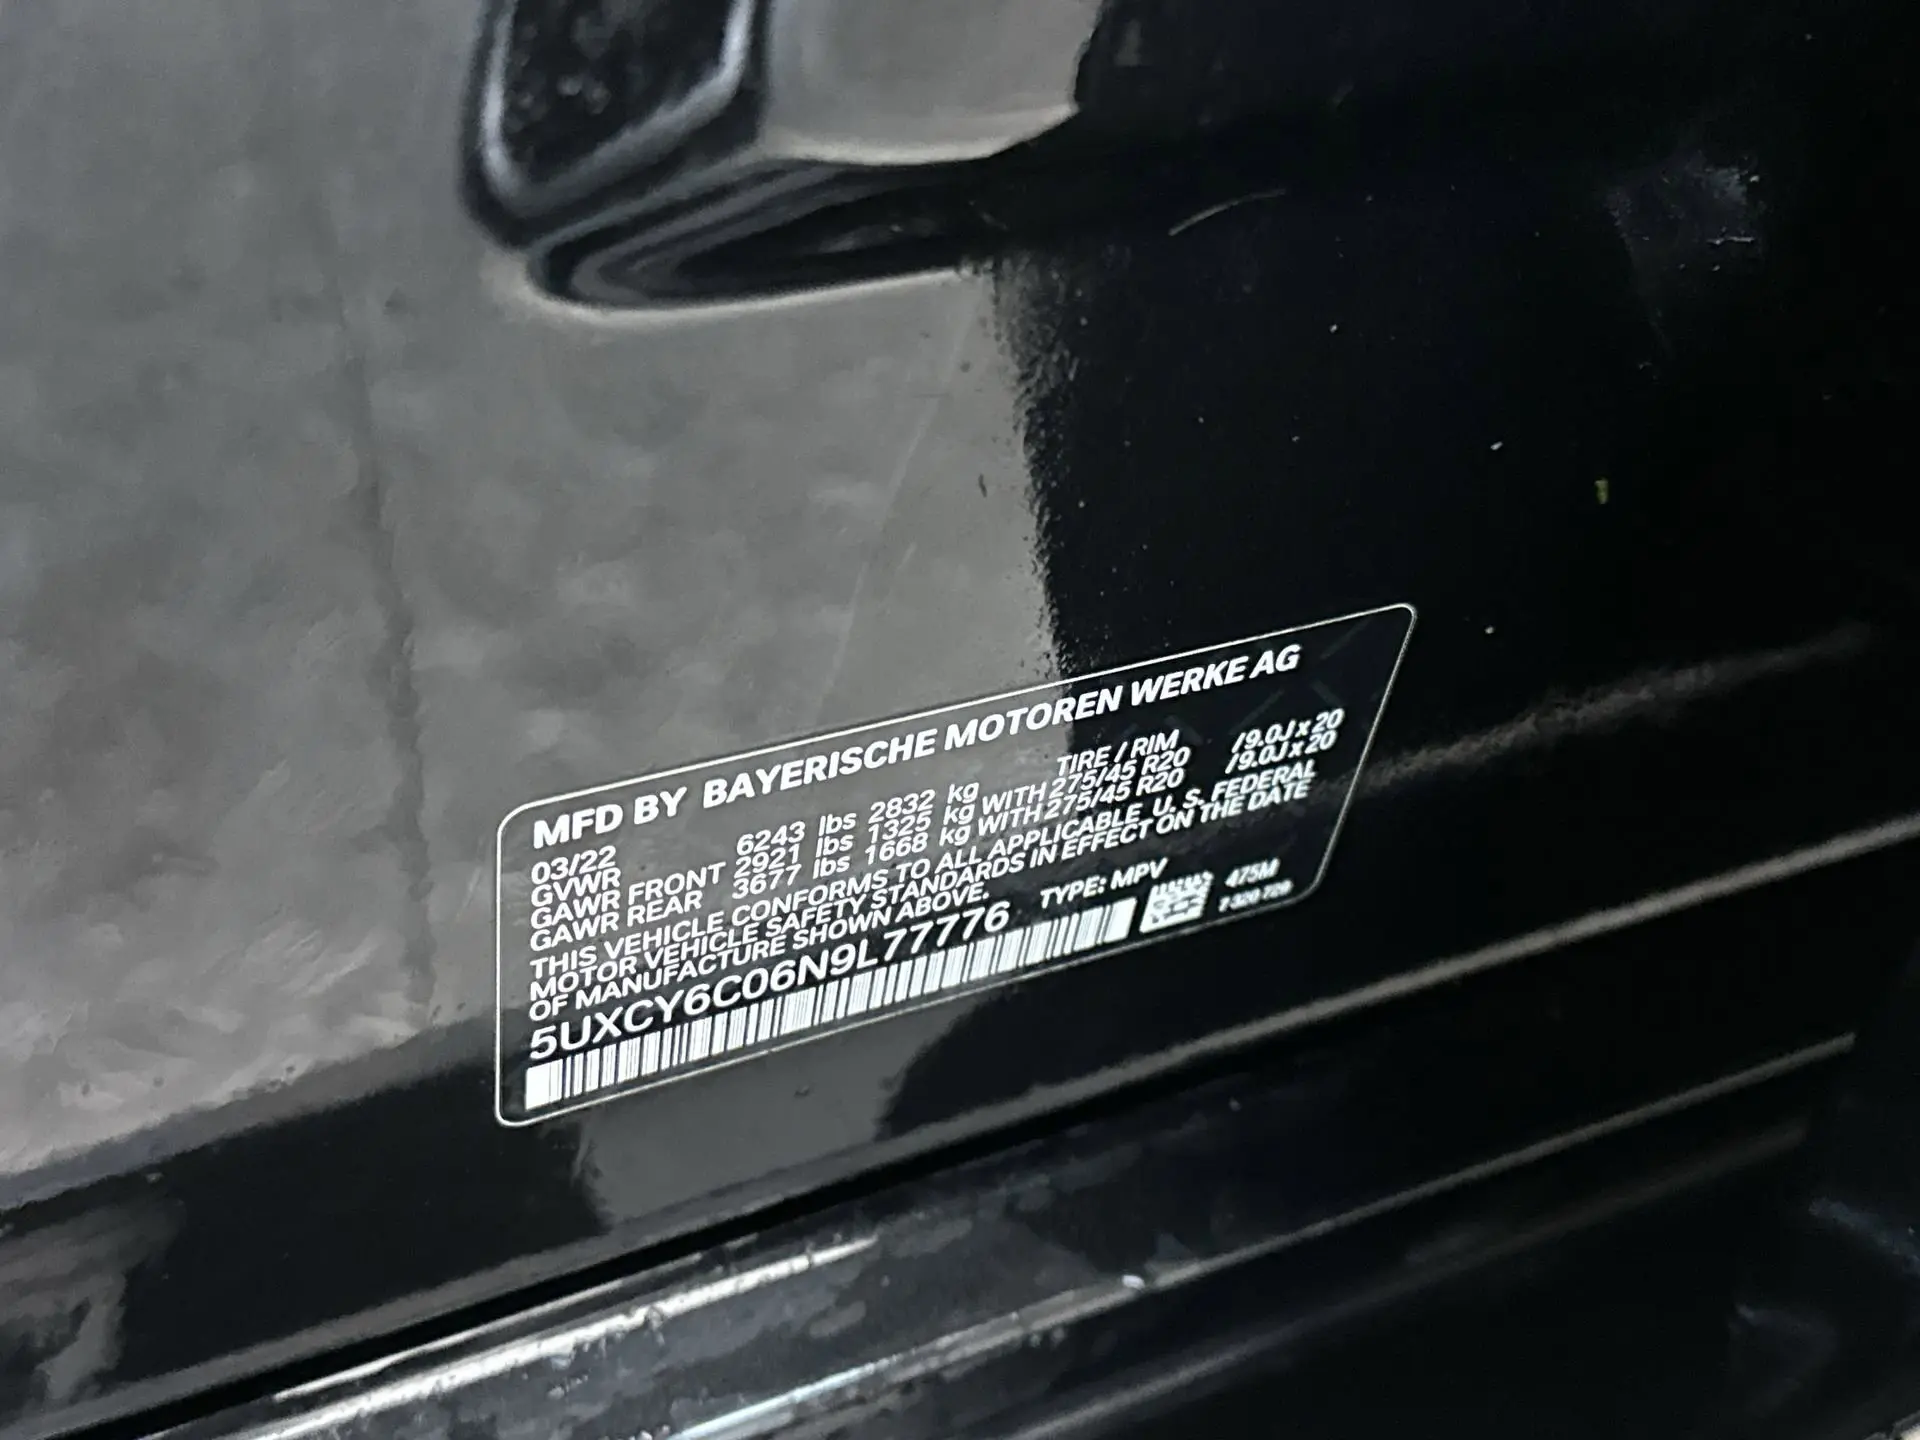 MFD BY BAYERISCHE MOTOREN WERKE AG
03/22 TIRE / RIM
GVWR 6243 lbs 2832 kg
GAWR FRONT 2921 lbs 1325 kg WITH 275/45 R20 /9.0J x 20
GAWR REAR 3677 lbs 1668 kg WITH 275/45 R20 /9.0J x 20
THIS VEHICLE CONFORMS TO ALL APPLICABLE U. S. FEDERAL
MOTOR VEHICLE SAFETY STANDARDS IN EFFECT ON THE DATE
OF MANUFACTURE SHOWN ABOVE.
5UXCY6C06N9L77776 TYPE: MPV
475M